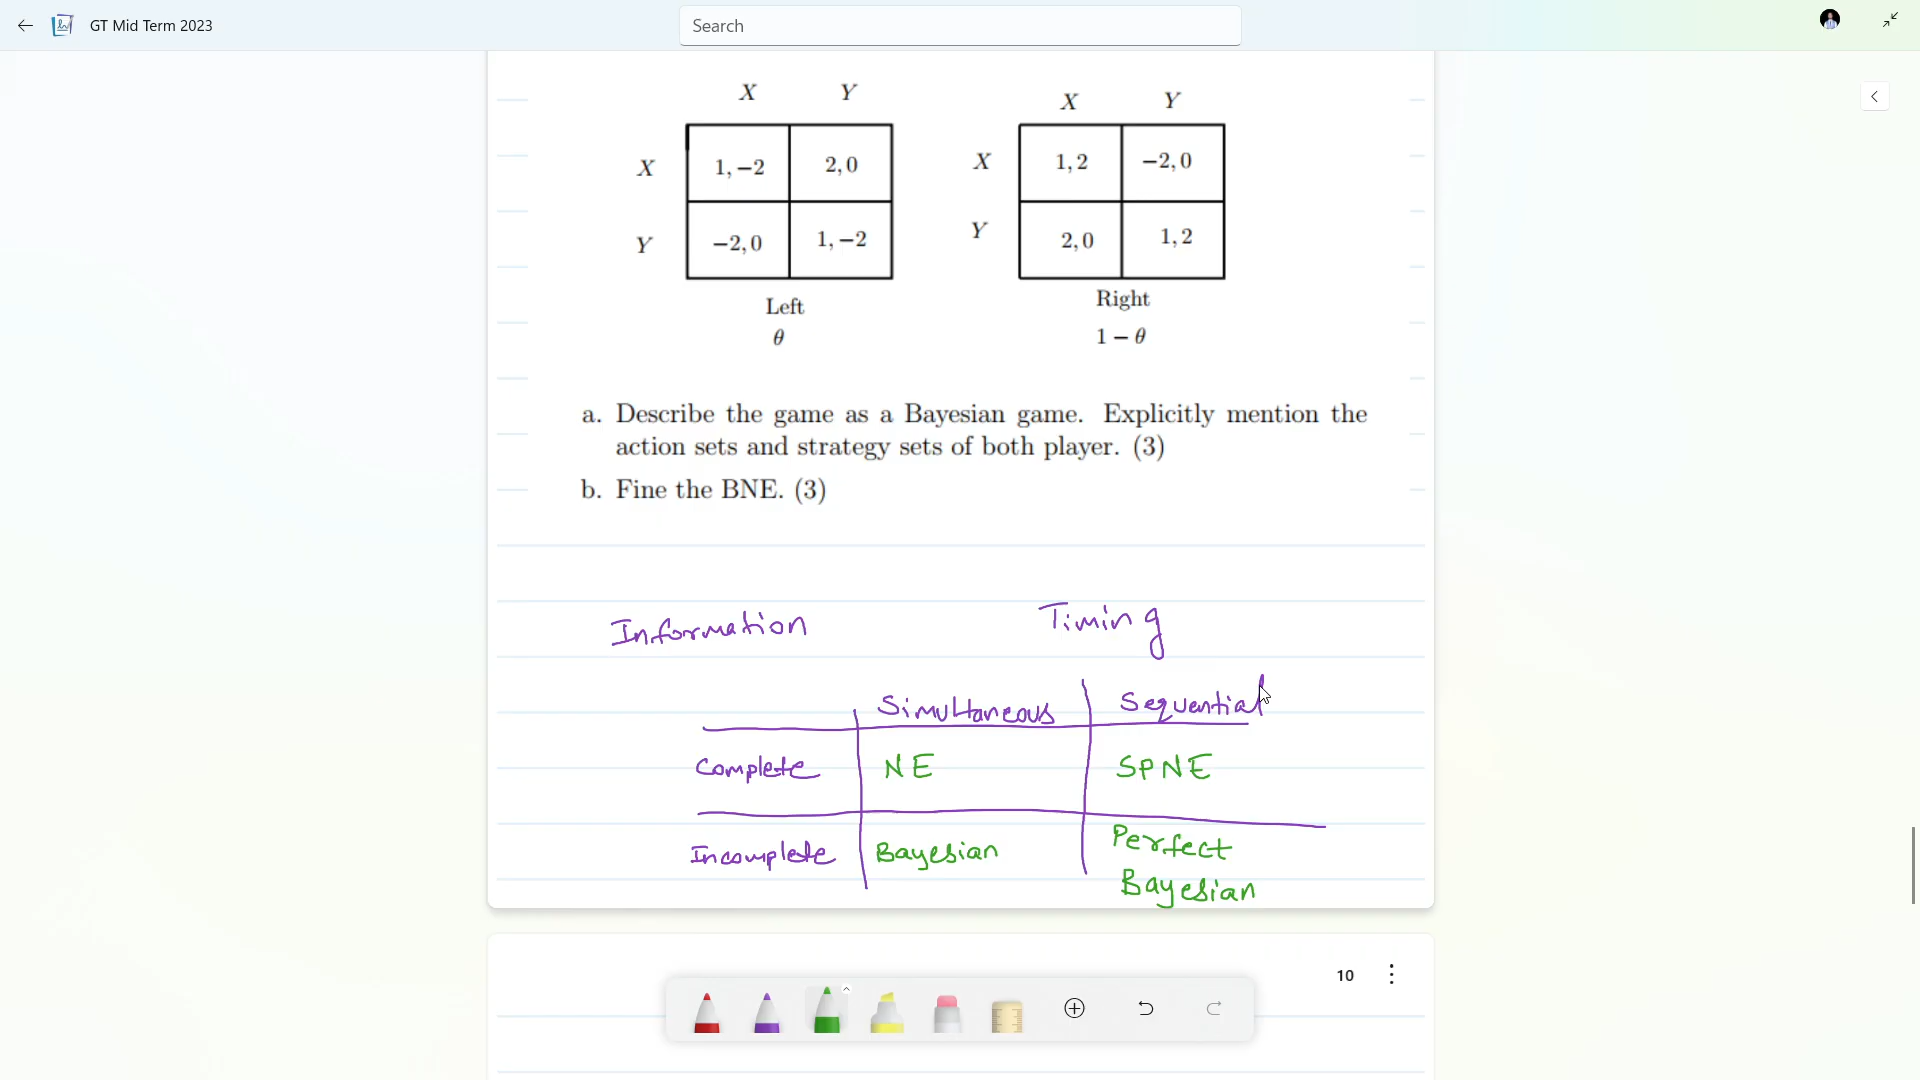 GT Mid Term 2023
Search
X Y
X Y
X 1, −2 2, 0
X 1, 2 −2, 0
Y −2, 0 1, −2
Y 2, 0 1, 2
Left
Right
θ
1 − θ
a. Describe the game as a Bayesian game. Explicitly mention the
action sets and strategy sets of both player. (3)
b. Fine the BNE. (3)
Information Timing
Simultaneous Sequential
Complete NE SPNE
Incomplete Bayesian Perfect
Bayesian
10